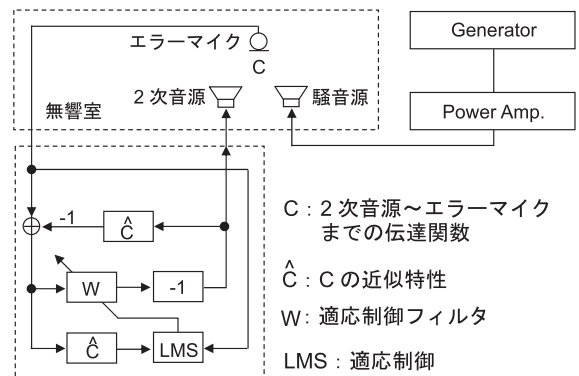 エラーマイク
C
2次音源
騒音源
無響室
Generator
Power Amp.
-1
Ĉ
W
-1
Ĉ
LMS
C：2次音源～エラーマイク
までの伝達関数
Ĉ：Cの近似特性
W：適応制御フィルタ
LMS：適応制御